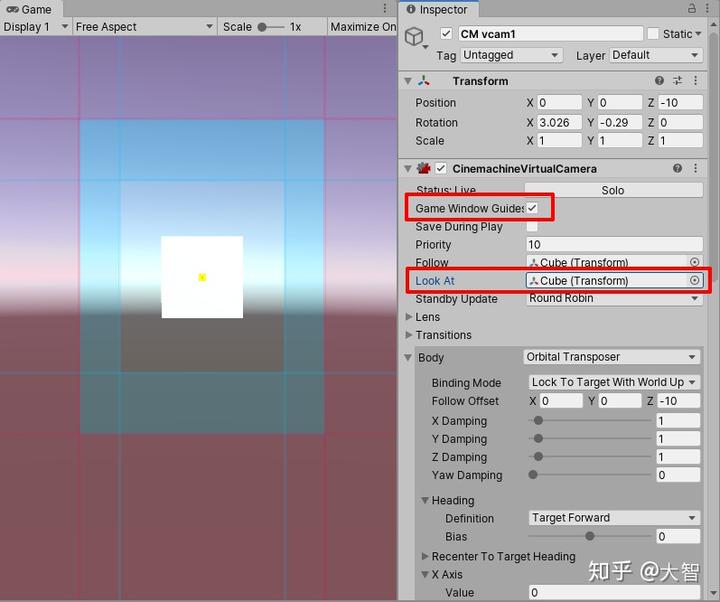 Game
Display 1 Free Aspect Scale 1x Maximize On
Inspector
CM vcam1 Static
Tag Untagged Layer Default
Transform
Position X 0 Y 0 Z -10
Rotation X 3.026 Y -0.29 Z 0
Scale X 1 Y 1 Z 1
CinemachineVirtualCamera
Status: Live Solo
Game Window Guides
Save During Play
Priority 10
Follow Cube (Transform)
Look At Cube (Transform)
Standby Update Round Robin
Lens
Transitions
Body Orbital Transposer
Binding Mode Lock To Target With World Up
Follow Offset X 0 Y 0 Z -10
X Damping 1
Y Damping 1
Z Damping 1
Yaw Damping 0
Heading
Definition Target Forward
Bias 0
Recenter To Target Heading
X Axis
Value 0
知乎 @大智